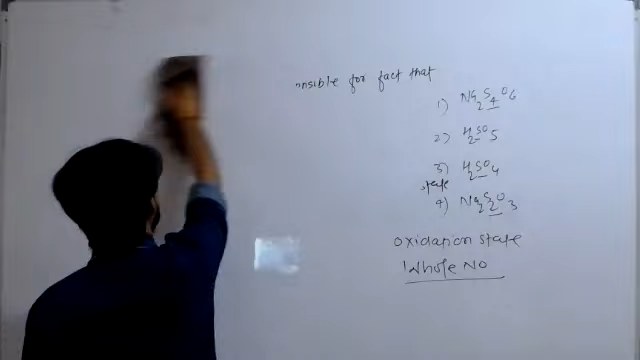 nsible for fact that
1) Na2S4O6
2) H2SO5
3) H2SO4
state
4) Na2S2O3
Oxidation state
Whole NO